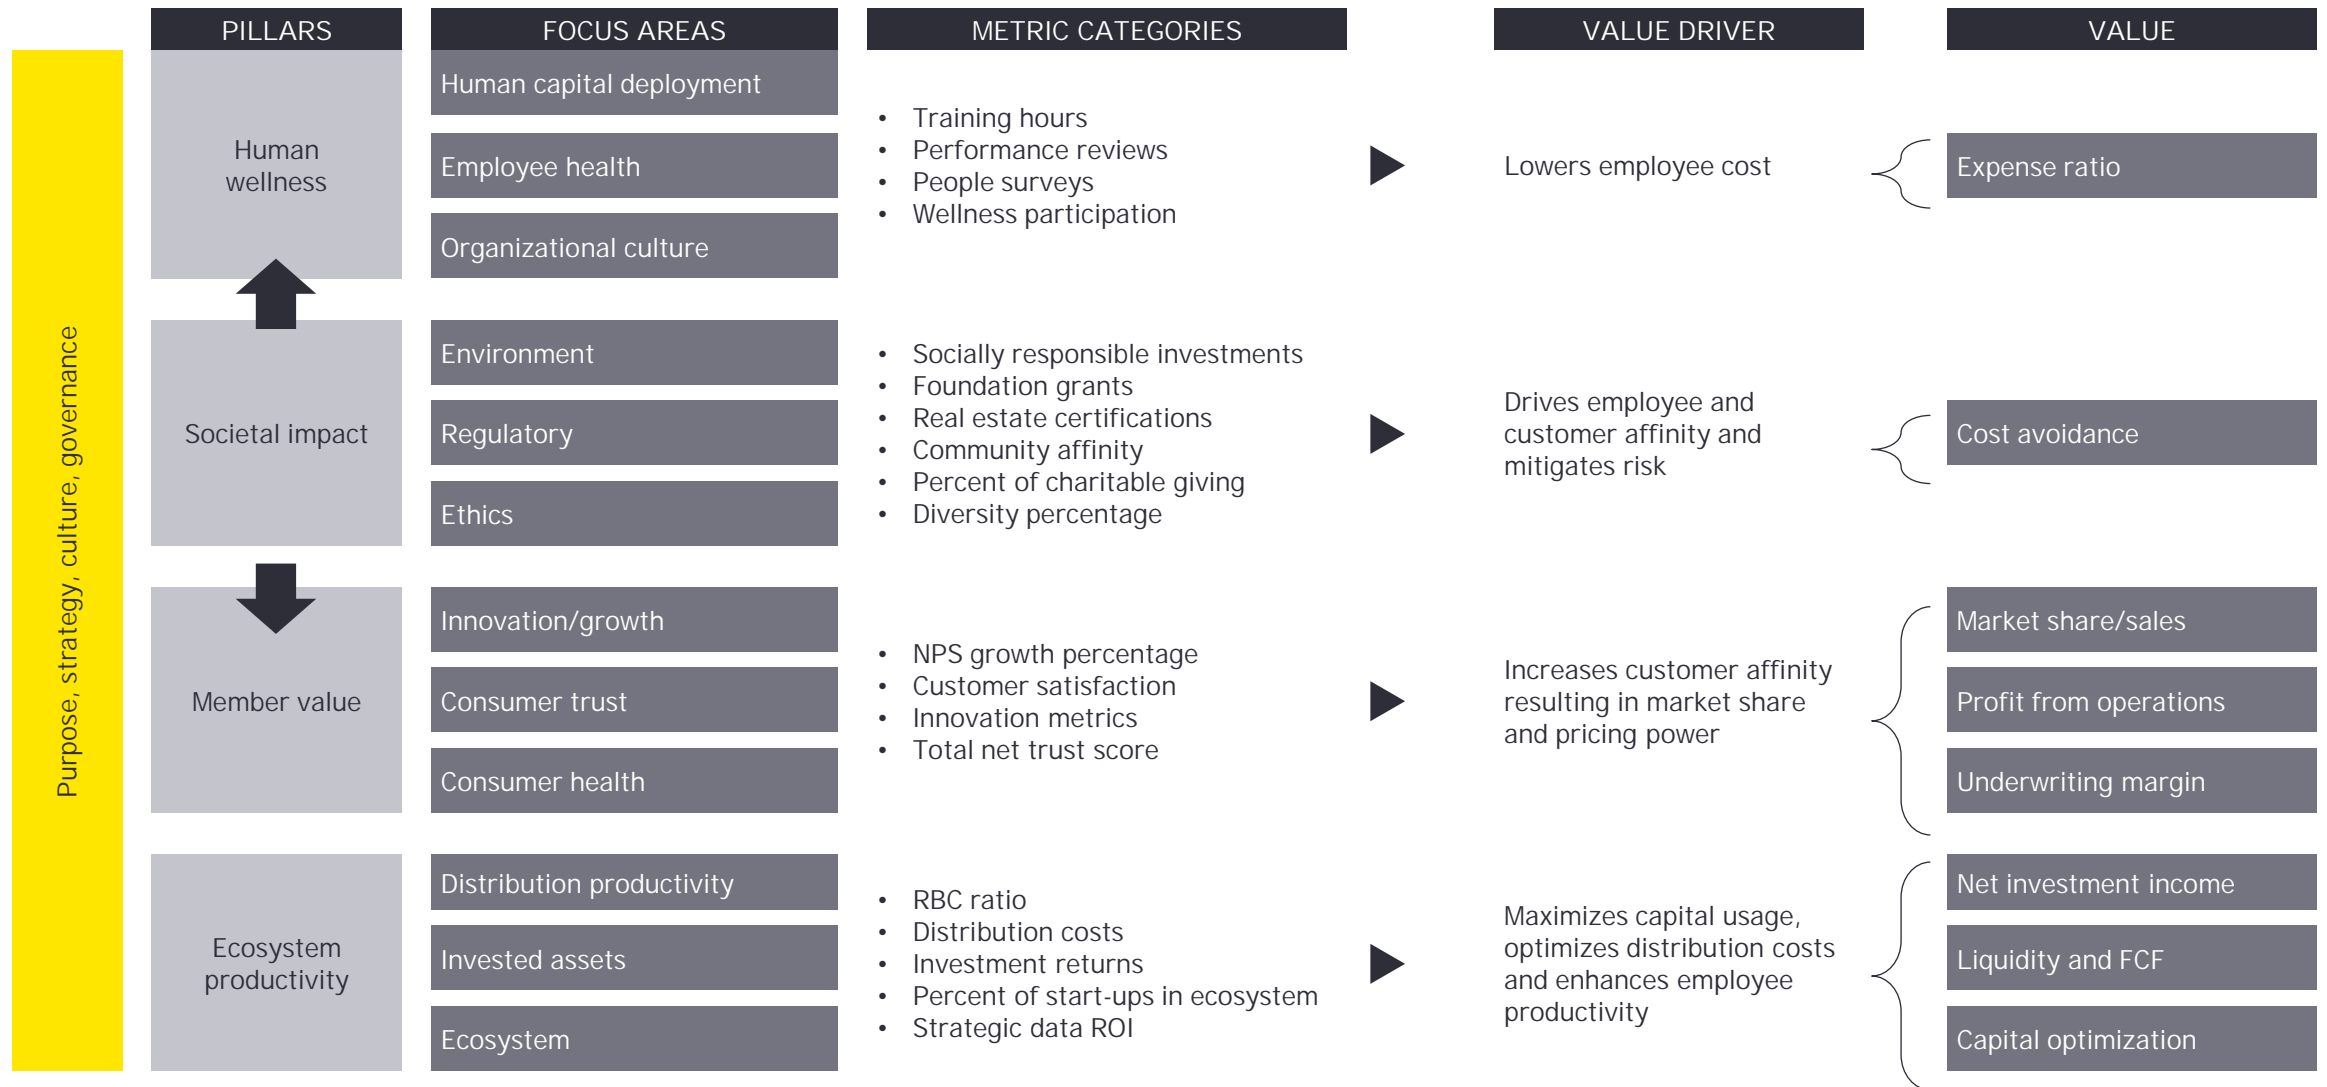 PILLARS
FOCUS AREAS
METRIC CATEGORIES
VALUE DRIVER
VALUE
Purpose, strategy, culture, governance
Human
wellness
Human capital deployment
Employee health
Organizational culture
• Training hours
• Performance reviews
• People surveys
• Wellness participation
Lowers employee cost
Expense ratio
Societal impact
Environment
Regulatory
Ethics
• Socially responsible investments
• Foundation grants
• Real estate certifications
• Community affinity
• Percent of charitable giving
• Diversity percentage
Drives employee and
customer affinity and
mitigates risk
Cost avoidance
Member value
Innovation/growth
Consumer trust
Consumer health
• NPS growth percentage
• Customer satisfaction
• Innovation metrics
• Total net trust score
Increases customer affinity
resulting in market share
and pricing power
Market share/sales
Profit from operations
Underwriting margin
Ecosystem
productivity
Distribution productivity
Invested assets
Ecosystem
• RBC ratio
• Distribution costs
• Investment returns
• Percent of start-ups in ecosystem
• Strategic data ROI
Maximizes capital usage,
optimizes distribution costs
and enhances employee
productivity
Net investment income
Liquidity and FCF
Capital optimization